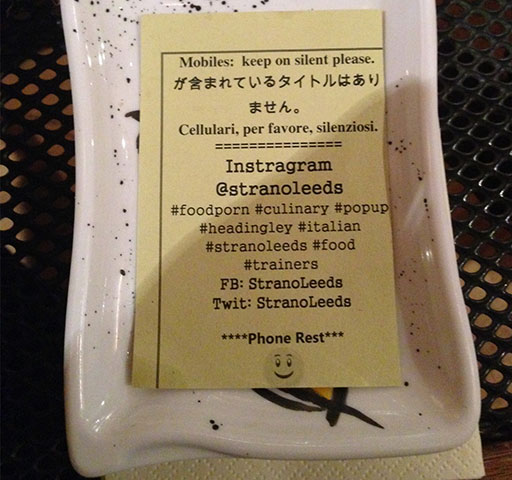 Mobiles: keep on silent please.
が含まれているタイトルはあり
ません。
Cellulari, per favore, silenziosi.
===============
Instragram
@stranoleeds
#foodporn #culinary #popup
#headingley #italian
#stranoleeds #food
#trainers
FB: StranoLeeds
Twit: StranoLeeds
****Phone Rest***